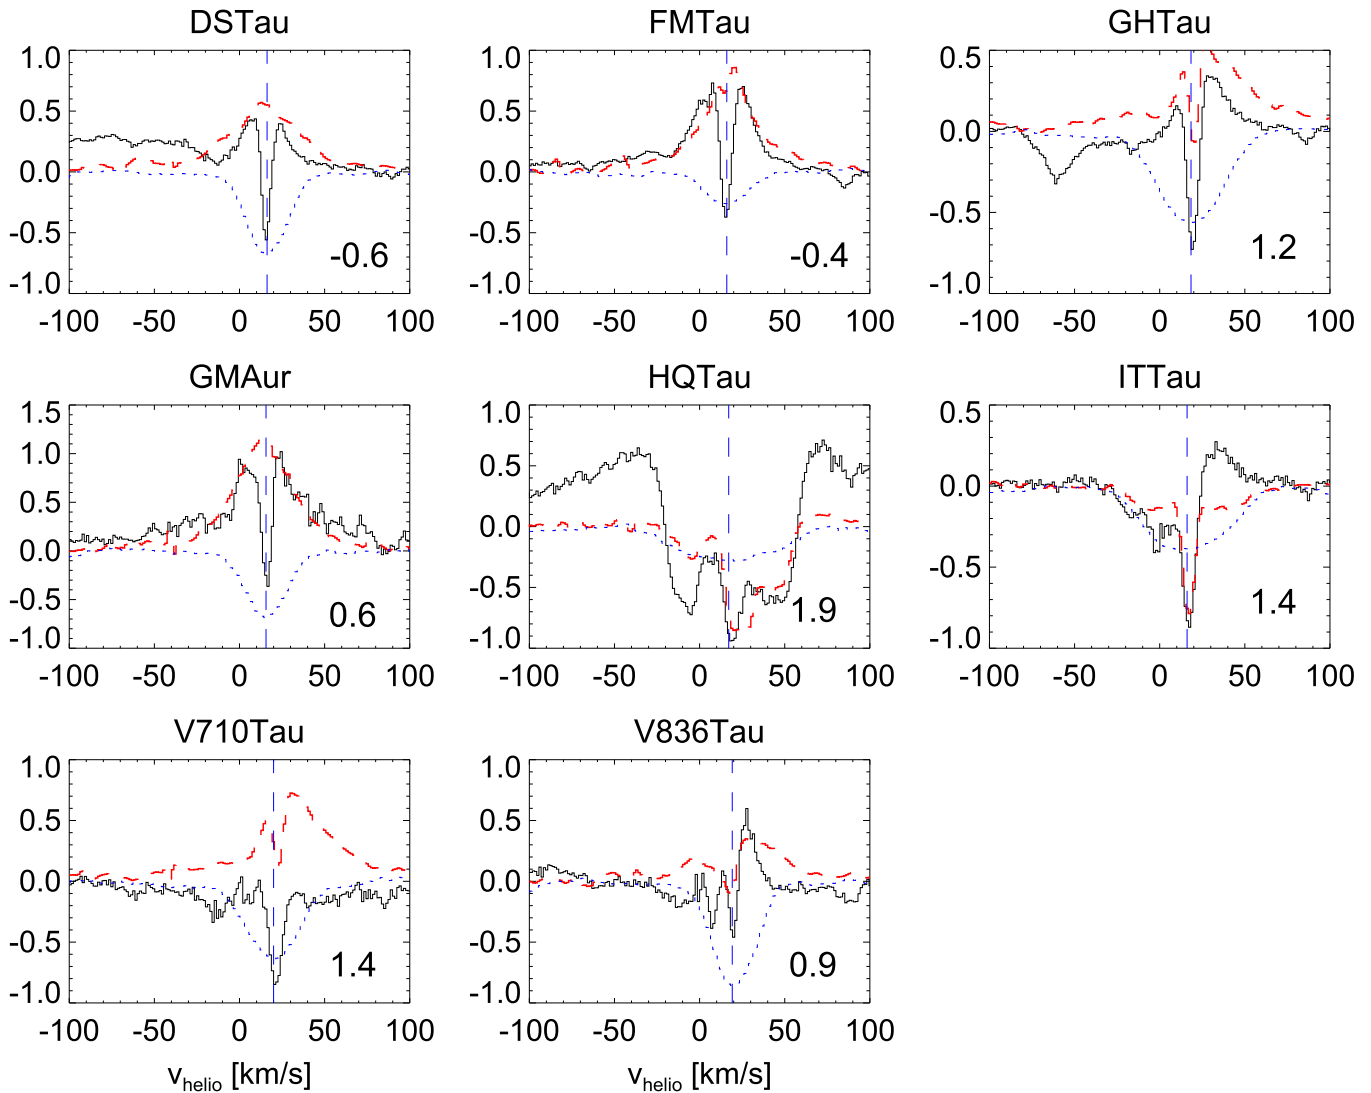 DSTau FMTau GHTau
1.0 1.0 0.5
0.5 0.5 0.0
0.0 0.0 -0.5
-0.5 -0.5 -1.0
-1.0 -1.0
-0.6 -0.4 1.2
-100 -50 0 50 100 -100 -50 0 50 100 -100 -50 0 50 100
GMAur HQTau ITTau
1.5 1.0 0.5
1.0 0.5 0.0
0.5 0.0 -0.5
0.0 -0.5 -1.0
-0.5 -1.0
-1.0
0.6 1.9 1.4
-100 -50 0 50 100 -100 -50 0 50 100 -100 -50 0 50 100
V710Tau V836Tau
1.0 1.0
0.5 0.5
0.0 0.0
-0.5 -0.5
-1.0 -1.0
1.4 0.9
-100 -50 0 50 100 -100 -50 0 50 100
v_helio [km/s] v_helio [km/s]